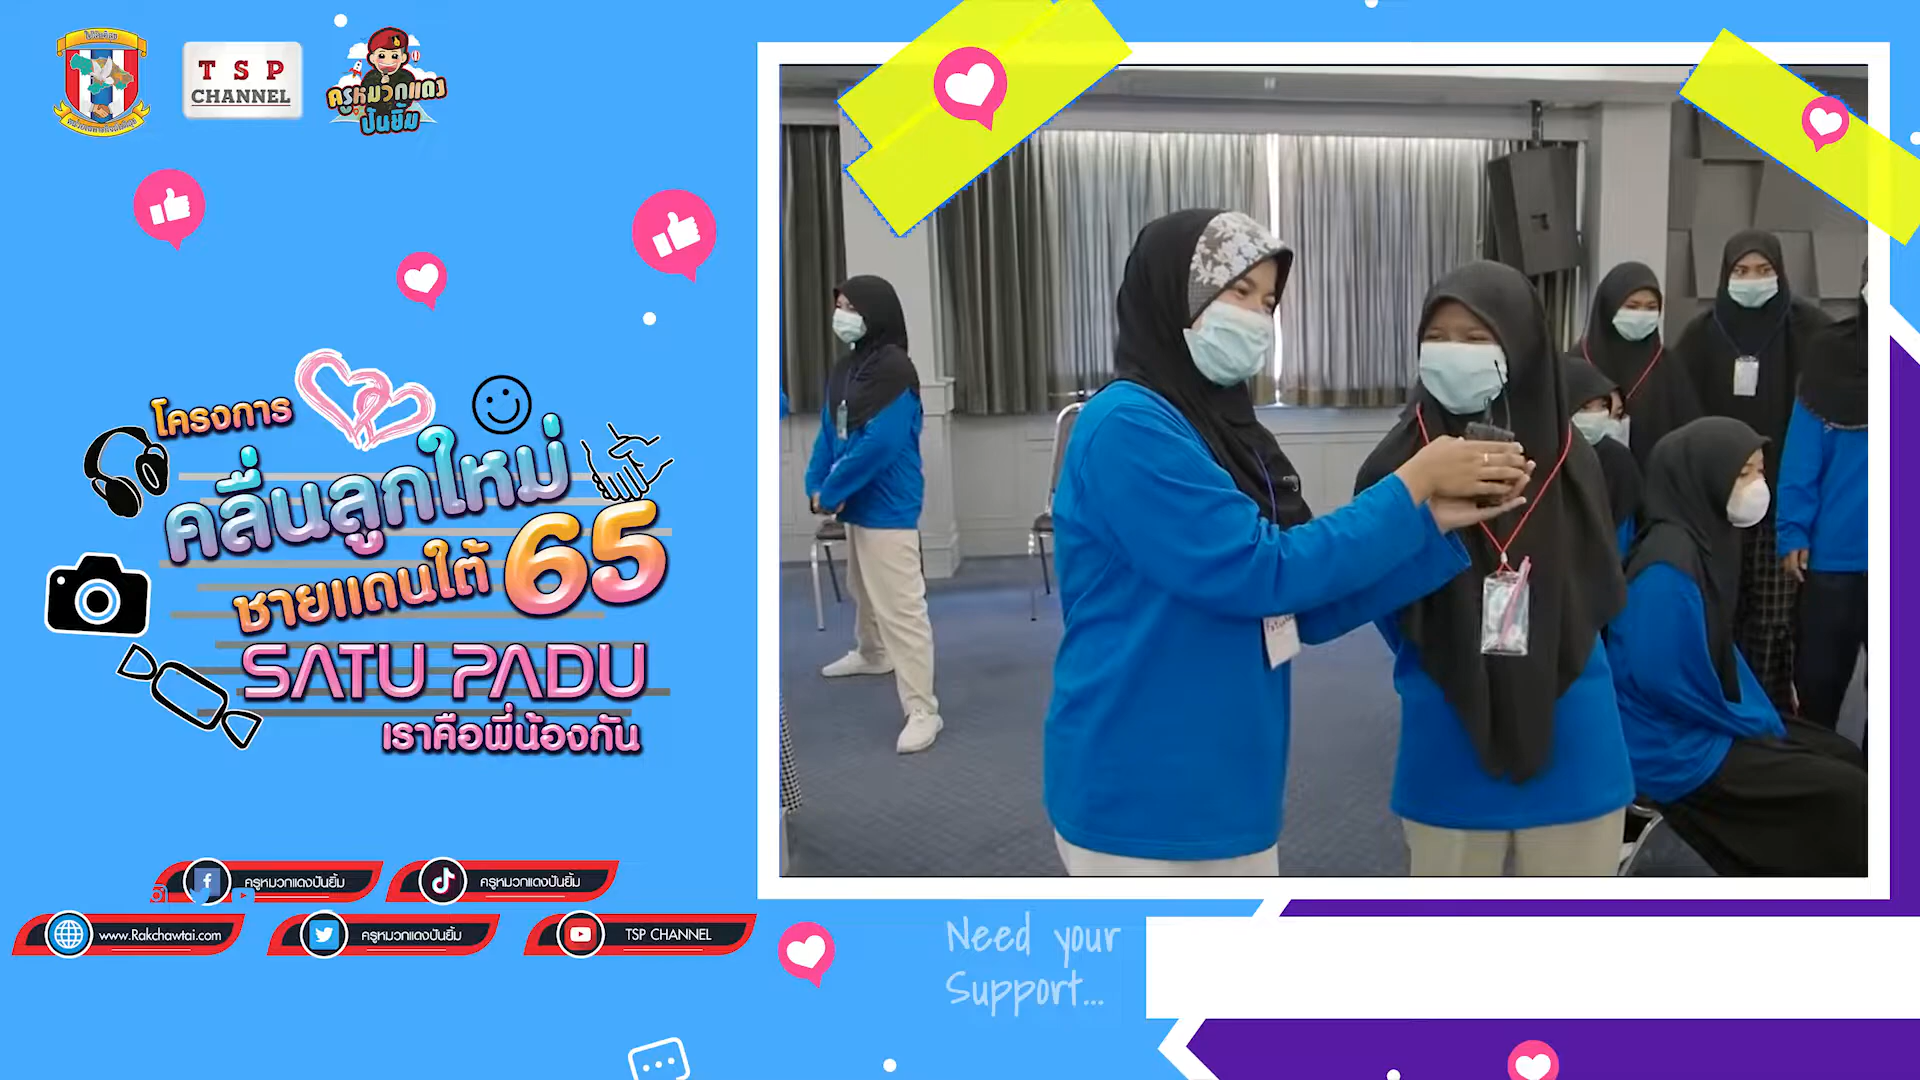 TSP
CHANNEL
ครูหมวกแดง
ปันยิ้ม
โครงการ
คลื่นลูกใหม่
ชายแดนใต้ 65
SATU PADU
เราคือพี่น้องกัน
ครูหมวกแดงปันยิ้ม
ครูหมวกแดงปันยิ้ม
www.Rakchawtai.com
ครูหมวกแดงปันยิ้ม
TSP CHANNEL
Need your
Support...